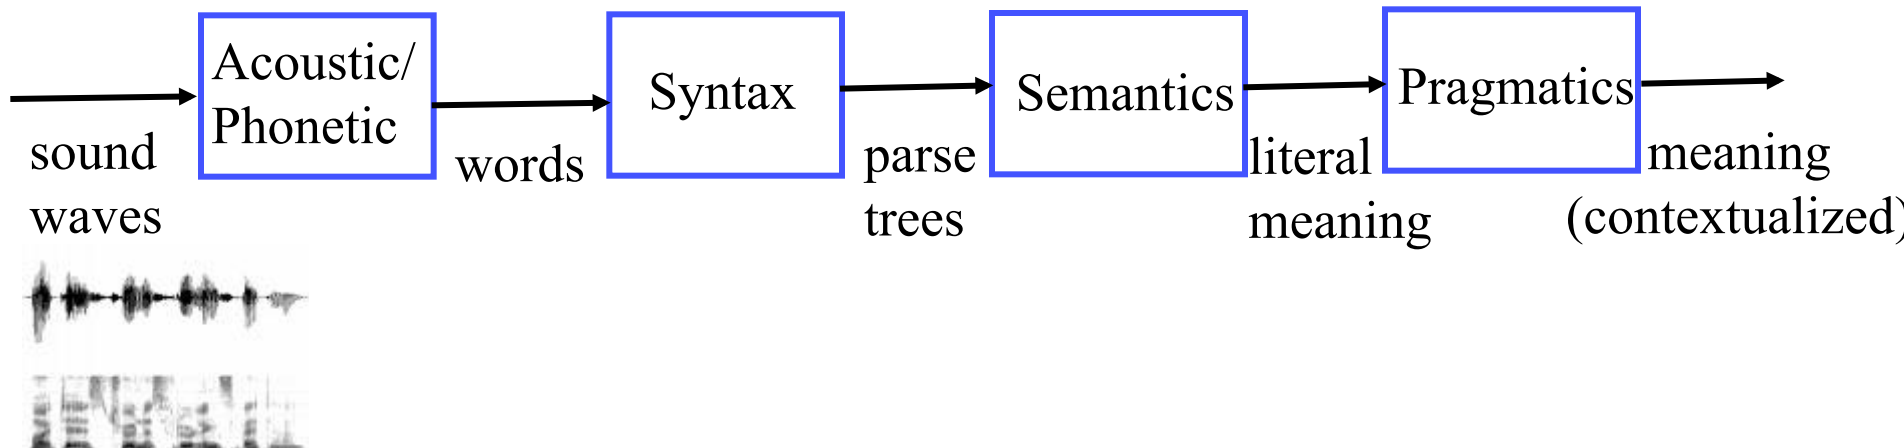 Acoustic/
Phonetic
Syntax
Semantics
Pragmatics
sound
waves
words
parse
trees
literal
meaning
meaning
(contextualized)